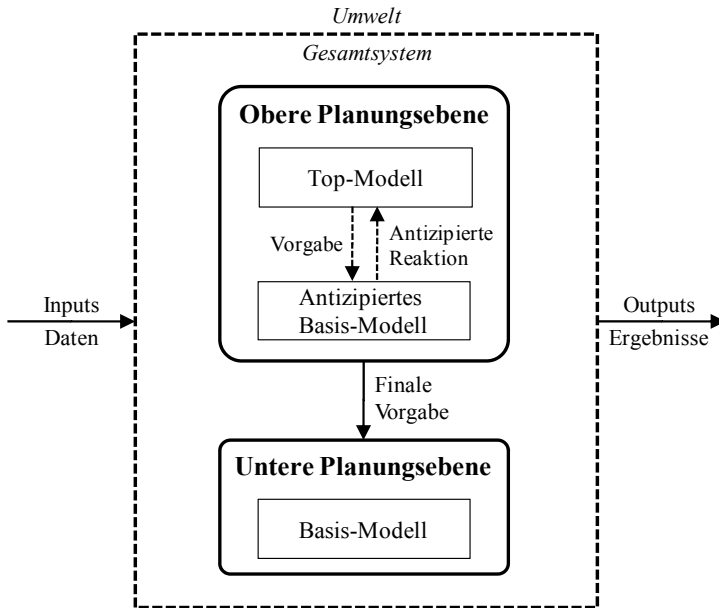 Umwelt
Gesamtsystem
Obere Planungsebene
Top-Modell
Vorgabe
Antizipierte
Reaktion
Antizipiertes
Basis-Modell
Inputs
Daten
Outputs
Ergebnisse
Finale
Vorgabe
Untere Planungsebene
Basis-Modell